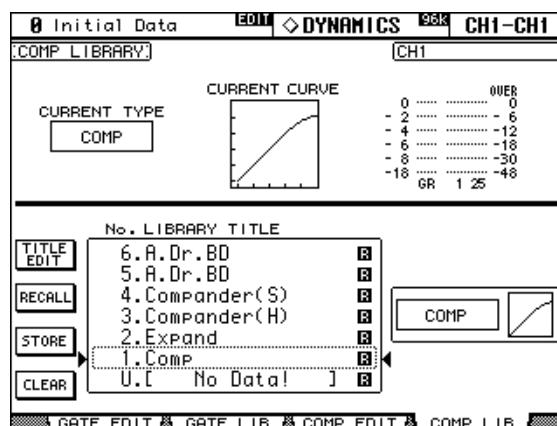 0 Initial Data EDIT ◇DYNAMICS 96k CH1-CH1
COMP LIBRARY
CH1
CURRENT TYPE
COMP
CURRENT CURVE
OVER
0 0
- 2 - 6
- 4 -12
- 6 -18
- 8 -30
-18 -48
GR 1 25
No. LIBRARY TITLE
TITLE EDIT
RECALL
STORE
CLEAR
6.A.Dr.BD R
5.A.Dr.BD R
4.Compander(S) R
3.Compander(H) R
2.Expand R
1.Comp R
U.[ No Data! ] R
COMP
GATE EDIT GATE LIB COMP EDIT COMP LIB